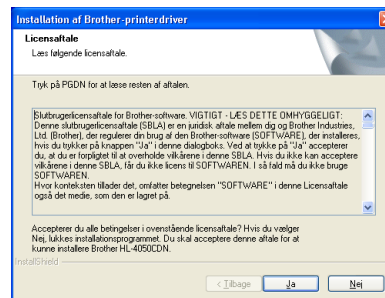 Installation af Brother-printerdriver
Licensaftale
Læs følgende licensaftale.
Tryk på PGDN for at læse resten af aftalen.
Slutbrugerlicensaftale for Brother-software. VIGTIGT - LÆS DETTE OMHYGGELIGT:
Denne slutbrugerlicensaftale (SBLA) er en juridisk aftale mellem dig og Brother Industries,
Ltd. (Brother), der regulerer din brug af den Brother-software (SOFTWARE), der installeres,
hvis du trykker på knappen "Ja" i denne dialogboks. Ved at trykke på "Ja" accepterer
du, at du er forpligtet til at overholde vilkårene i denne SBLA. Hvis du ikke kan acceptere
vilkårene i denne SBLA, får du ikke licens til SOFTWAREN. I så fald må du ikke bruge
SOFTWAREN.
Hvor konteksten tillader det, omfatter betegnelsen "SOFTWARE" i denne Licensaftale
også det medie, som den er lagret på.
Accepterer du alle betingelser i ovenstående licensaftale? Hvis du vælger
Nej, lukkes installationsprogrammet. Du skal acceptere denne aftale for at
kunne installere Brother HL-4050CDN.
InstallShield
< Tilbage
Ja
Nej